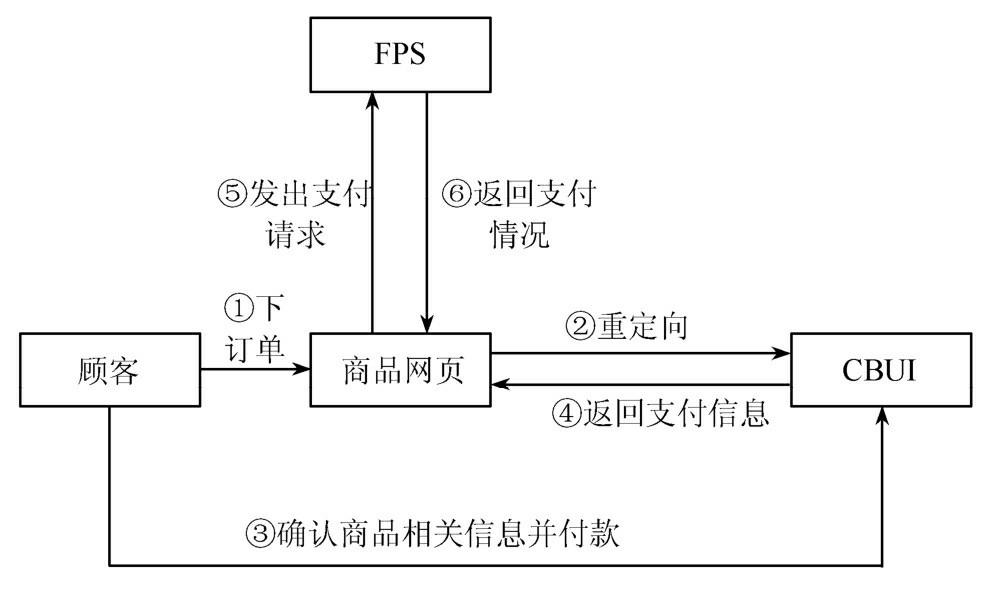 FPS
⑤发出支付
请求
⑥返回支付
情况
①下
订单
②重定向
顾客
商品网页
CBUI
④返回支付信息
③确认商品相关信息并付款